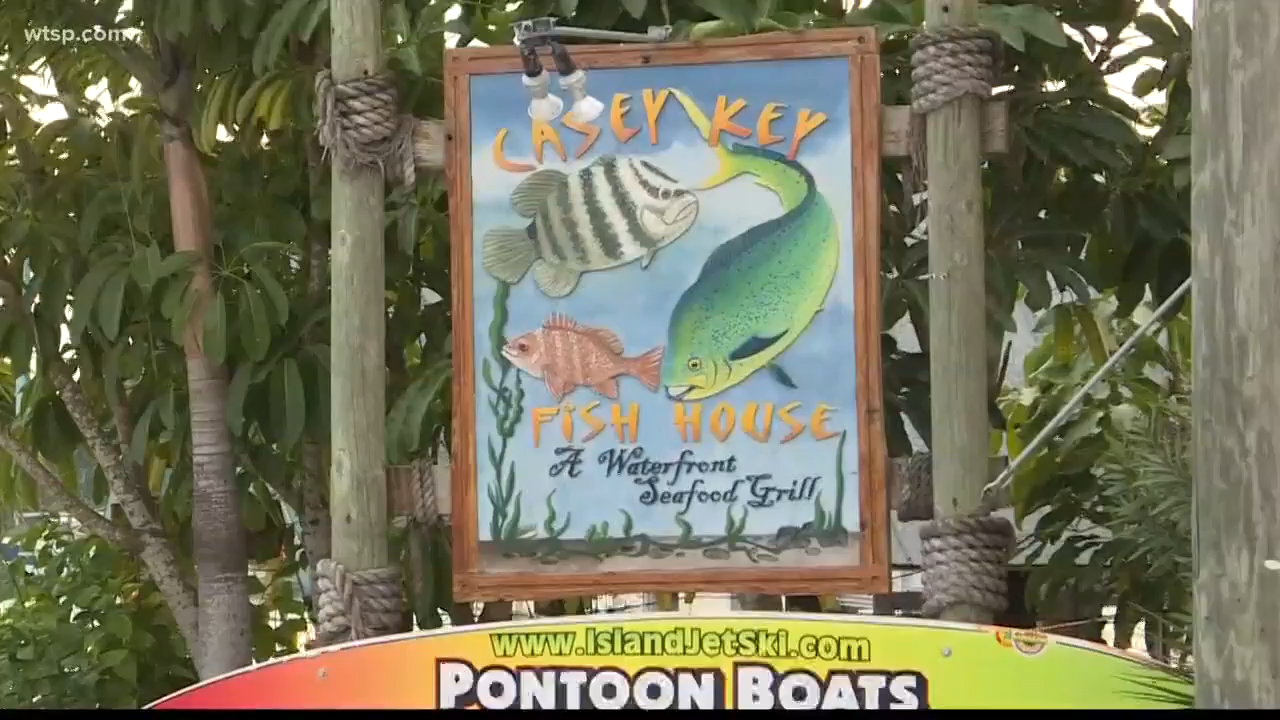 wtsp.com
CASEY KEY
FISH HOUSE
A Waterfront
Seafood Grill
www.IslandJetSki.com
PONTOON BOATS